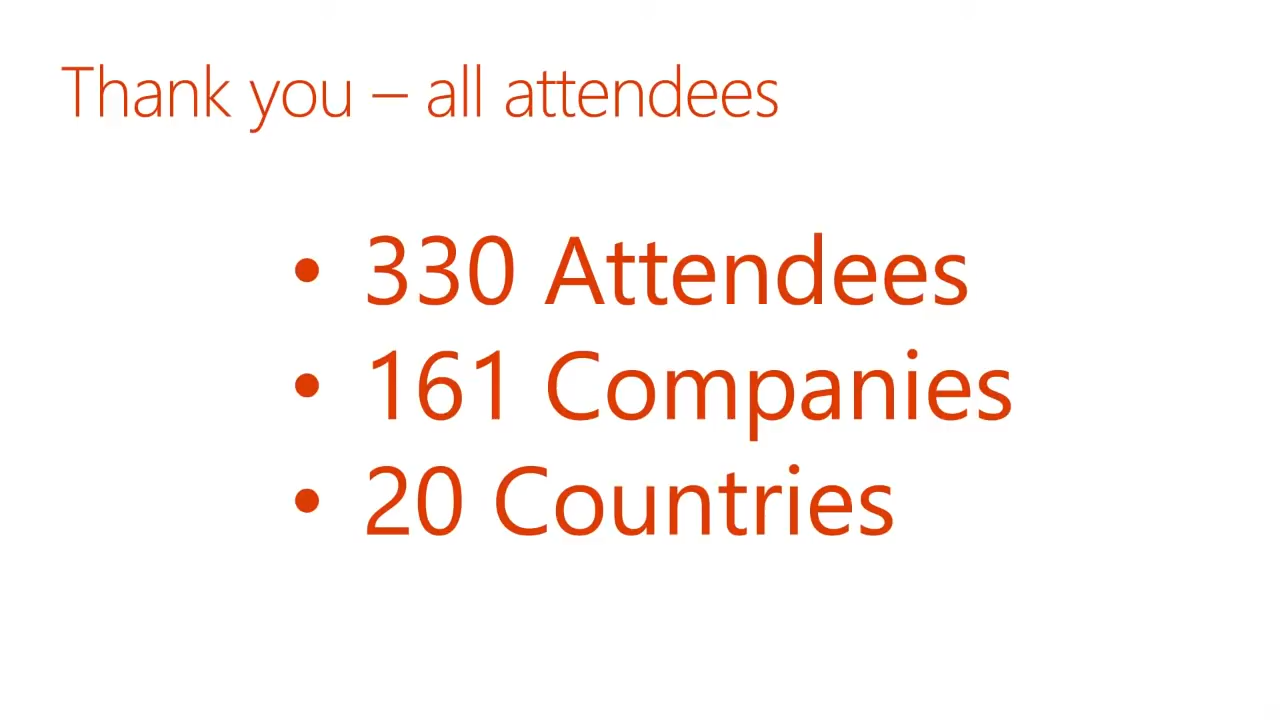 Thank you – all attendees
• 330 Attendees
• 161 Companies
• 20 Countries